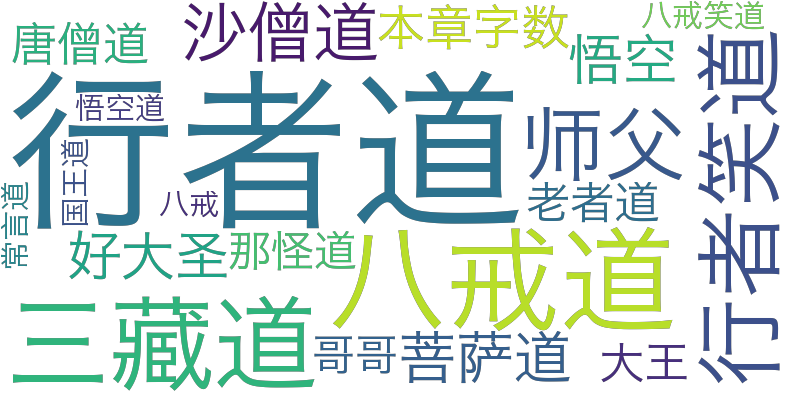 唐僧道
沙僧道
本章字数
八戒笑道
悟空
行者道
悟空道
师父
行者笑道
国王道
八戒
老者道
常言道
好大圣
那怪道
八戒道
三藏道
哥哥
菩萨道
大王